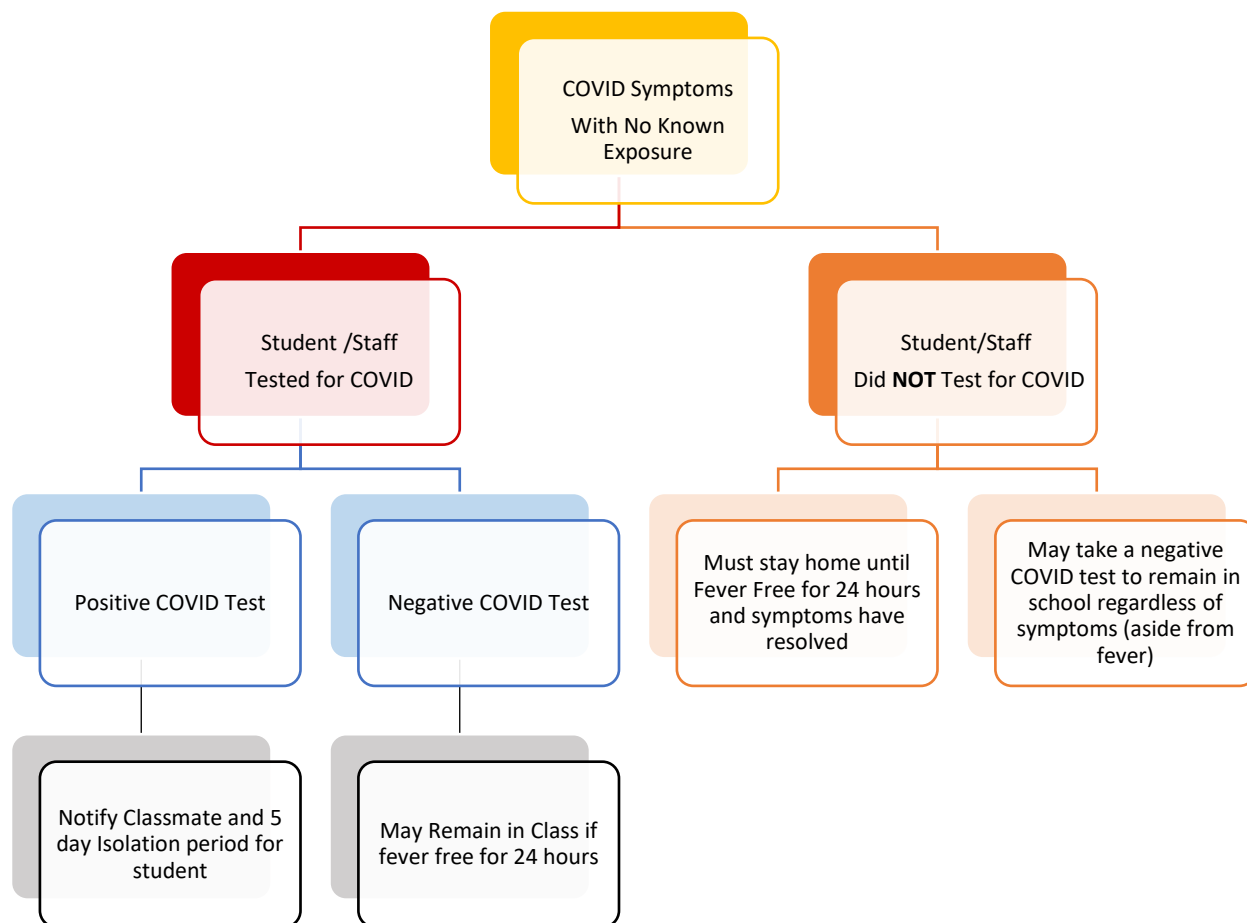 COVID Symptoms
With No Known
Exposure
Student /Staff
Tested for COVID
Student/Staff
Did NOT Test for COVID
Positive COVID Test
Negative COVID Test
Must stay home until
Fever Free for 24 hours
and symptoms have
resolved
May take a negative
COVID test to remain in
school regardless of
symptoms (aside from
fever)
Notify Classmate and 5
day Isolation period for
student
May Remain in Class if
fever free for 24 hours